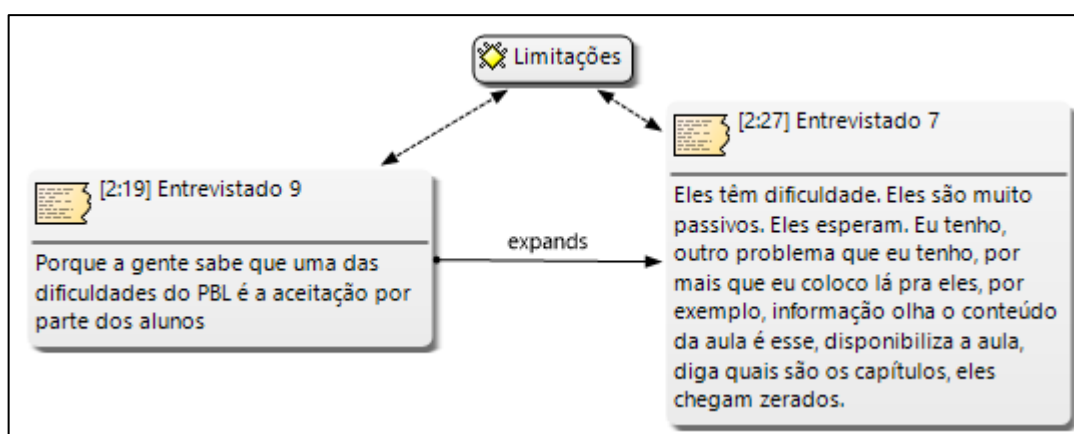 Limitações
[2:19] Entrevistado 9
Porque a gente sabe que uma das
dificuldades do PBL é a aceitação por
parte dos alunos
expands
[2:27] Entrevistado 7
Eles têm dificuldade. Eles são muito
passivos. Eles esperam. Eu tenho,
outro problema que eu tenho, por
mais que eu coloco lá pra eles, por
exemplo, informação olha o conteúdo
da aula é esse, disponibiliza a aula,
diga quais são os capítulos, eles
chegam zerados.